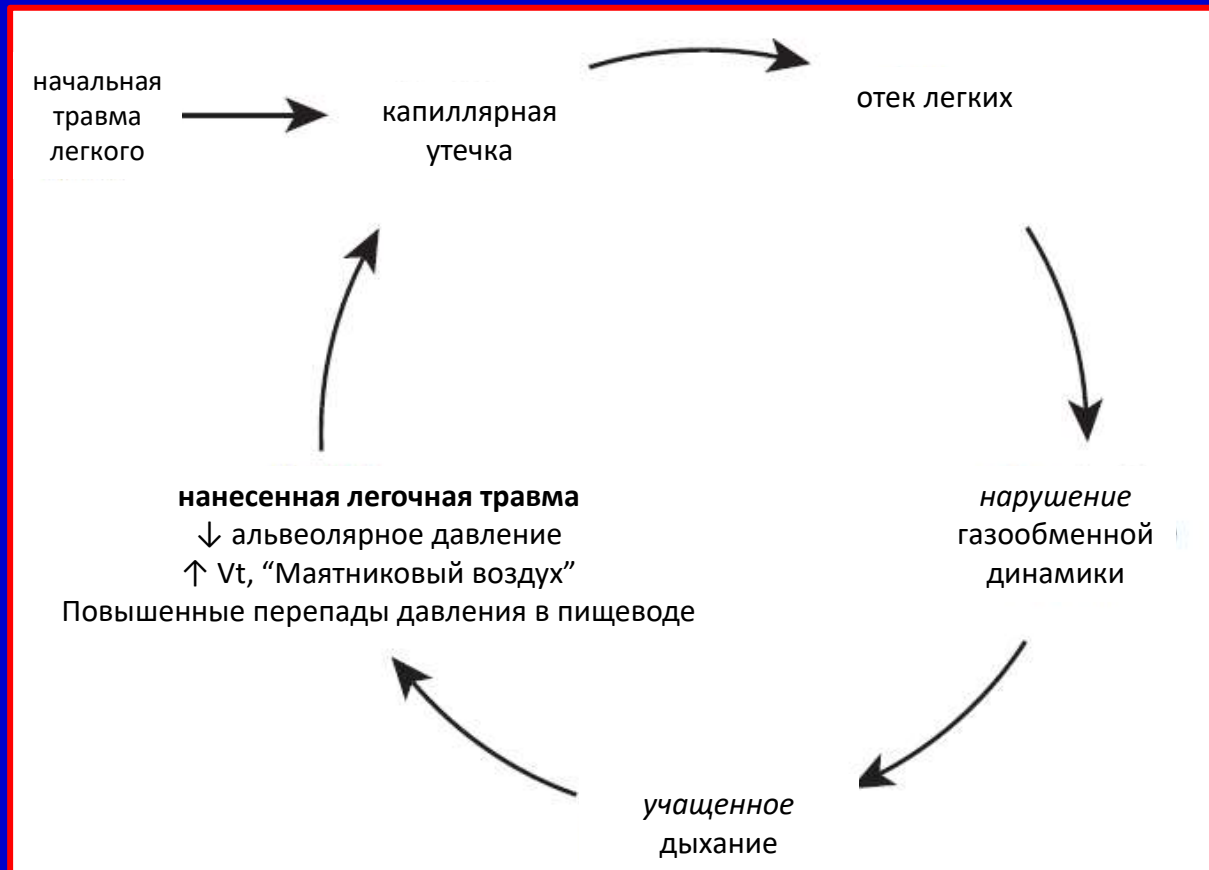 начальная
травма
легкого
капиллярная
утечка
отек легких
нарушение
газообменной
динамики
учащенное
дыхание
нанесенная легочная травма
↓ альвеолярное давление
↑ Vt, “Маятниковый воздух”
Повышенные перепады давления в пищеводе